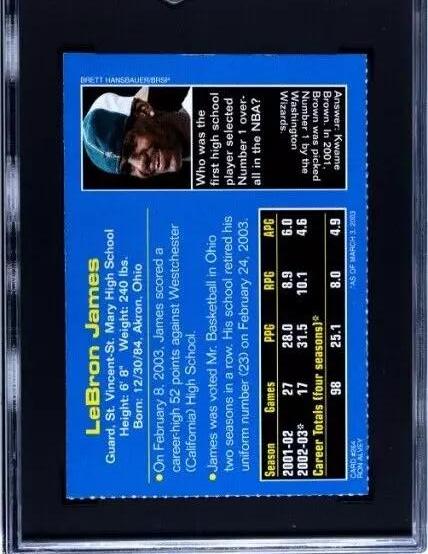 LeBron James
Guard, St. Vincent-St. Mary High School
Height: 6' 8" Weight: 240 lbs.
Born: 12/30/84, Akron, Ohio
• On February 8, 2003, James scored a
career-high 52 points against Westchester
(California) High School.
• James was voted Mr. Basketball in Ohio
two seasons in a row. His school retired his
uniform number (23) on February 24, 2003.
Season Games PPG RPG APG
2001-02 27 28.0 8.9 6.0
2002-03* 17 31.5 10.1 4.6
Career Totals (four seasons)*
98 25.1 8.0 4.9
CARD #264
RON ALVEY
*AS OF MARCH 3, 2003
BRETT HANSBAUER/BRSP
Who was the
first high school
player selected
Number 1 over-
all in the NBA?
Answer: Kwame
Brown. In 2001,
Brown was picked
Number 1 by the
Washington
Wizards.